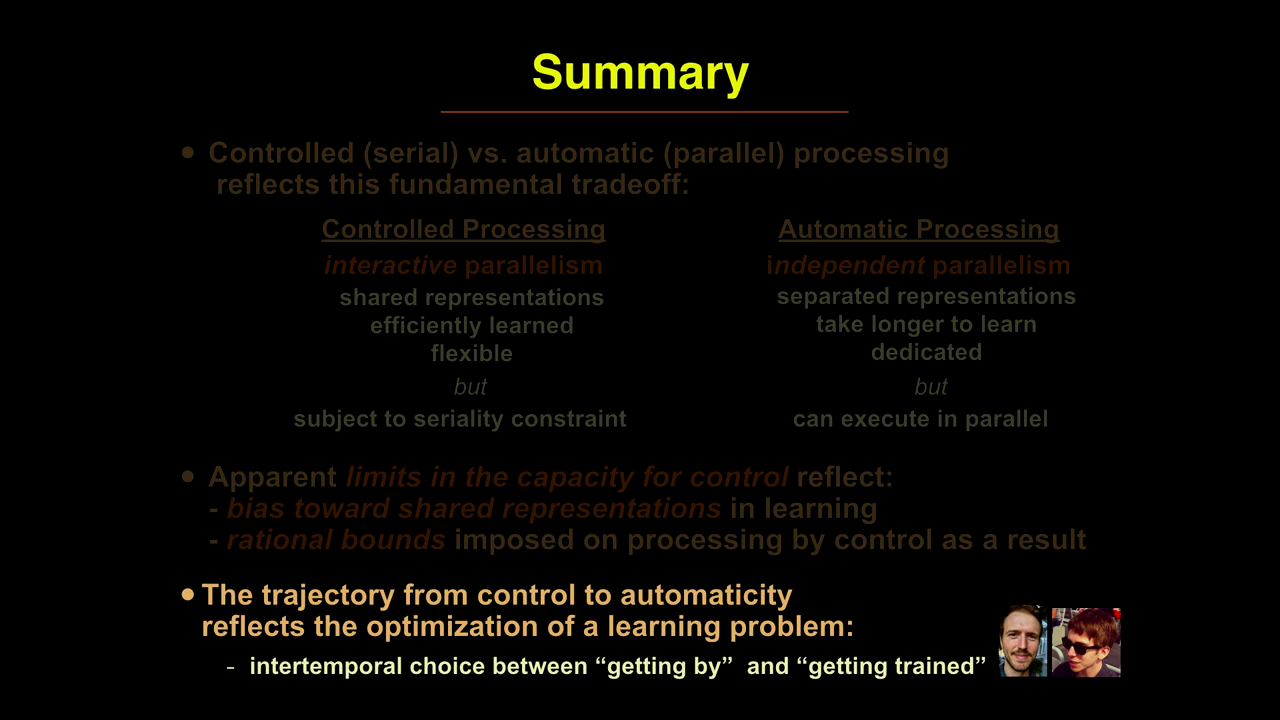 Summary
• Controlled (serial) vs. automatic (parallel) processing
reflects this fundamental tradeoff:
Controlled Processing
interactive parallelism
shared representations
efficiently learned
flexible
but
subject to seriality constraint
Automatic Processing
independent parallelism
separated representations
take longer to learn
dedicated
but
can execute in parallel
• Apparent limits in the capacity for control reflect:
- bias toward shared representations in learning
- rational bounds imposed on processing by control as a result
• The trajectory from control to automaticity
reflects the optimization of a learning problem:
- intertemporal choice between “getting by” and “getting trained”